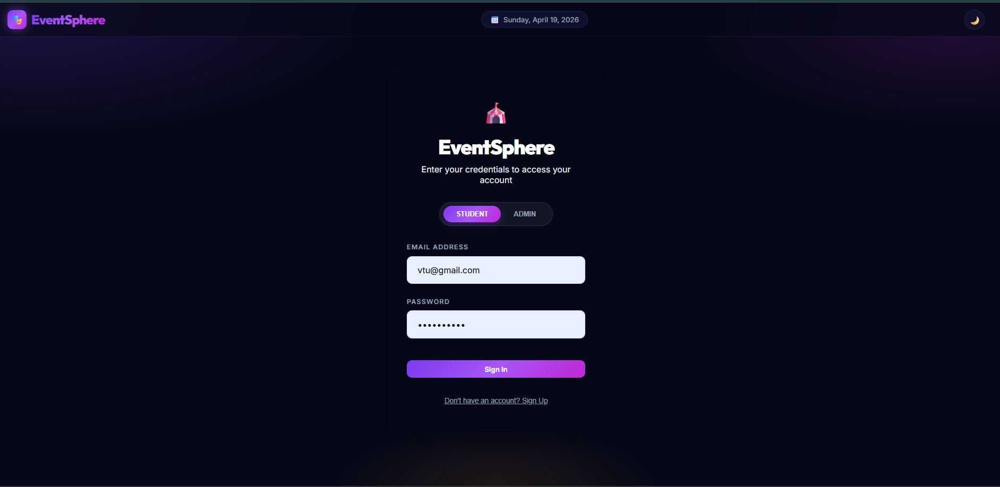 EventSphere
Sunday, April 19, 2026
EventSphere
Enter your credentials to access your
account
STUDENT
ADMIN
EMAIL ADDRESS
vtu@gmail.com
PASSWORD
••••••••••
Sign In
Don't have an account? Sign Up